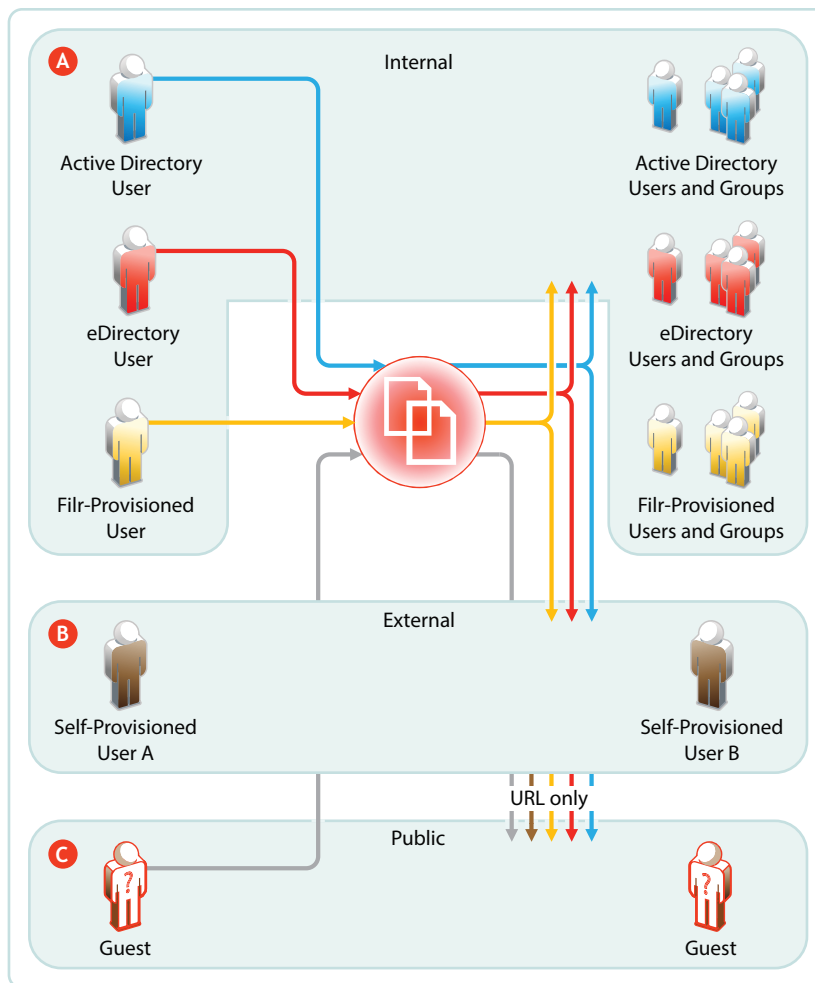 A
Internal
Active Directory
User
Active Directory
Users and Groups
eDirectory
User
eDirectory
Users and Groups
Filr-Provisioned
User
Filr-Provisioned
Users and Groups
B
External
Self-Provisioned
User A
Self-Provisioned
User B
URL only
C
Public
?
Guest
?
Guest